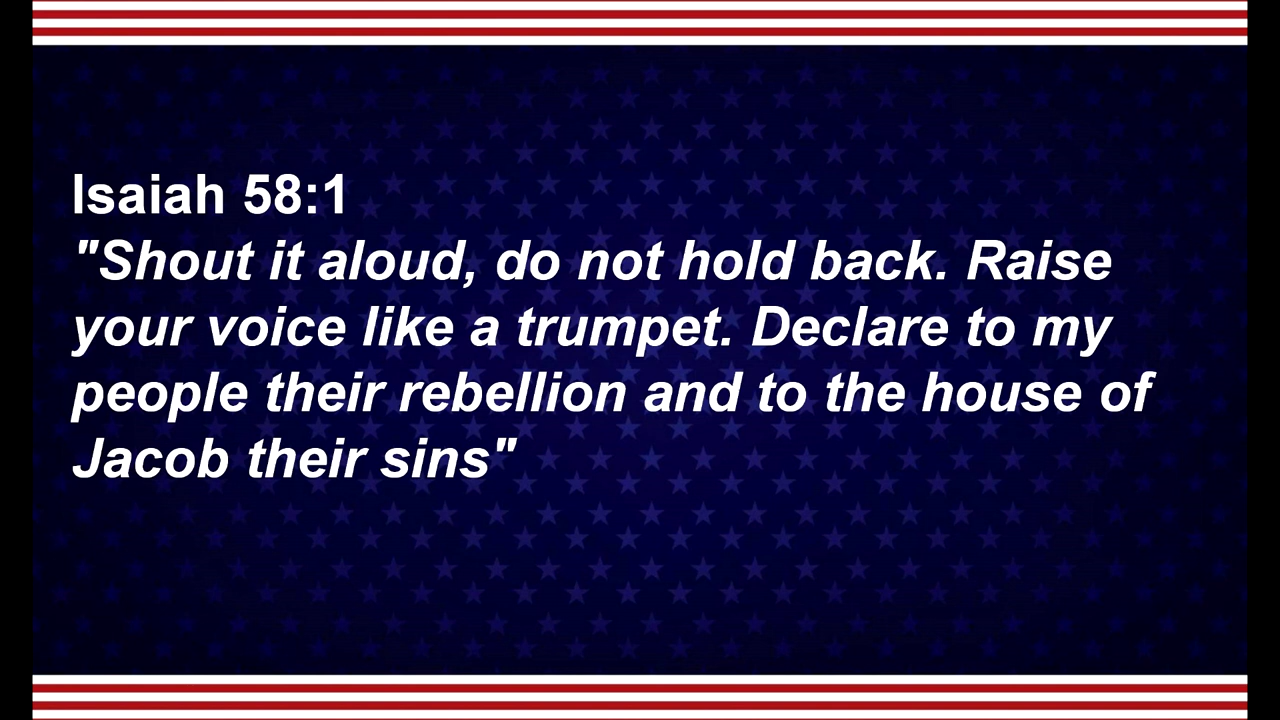 Isaiah 58:1
"Shout it aloud, do not hold back. Raise
your voice like a trumpet. Declare to my
people their rebellion and to the house of
Jacob their sins"